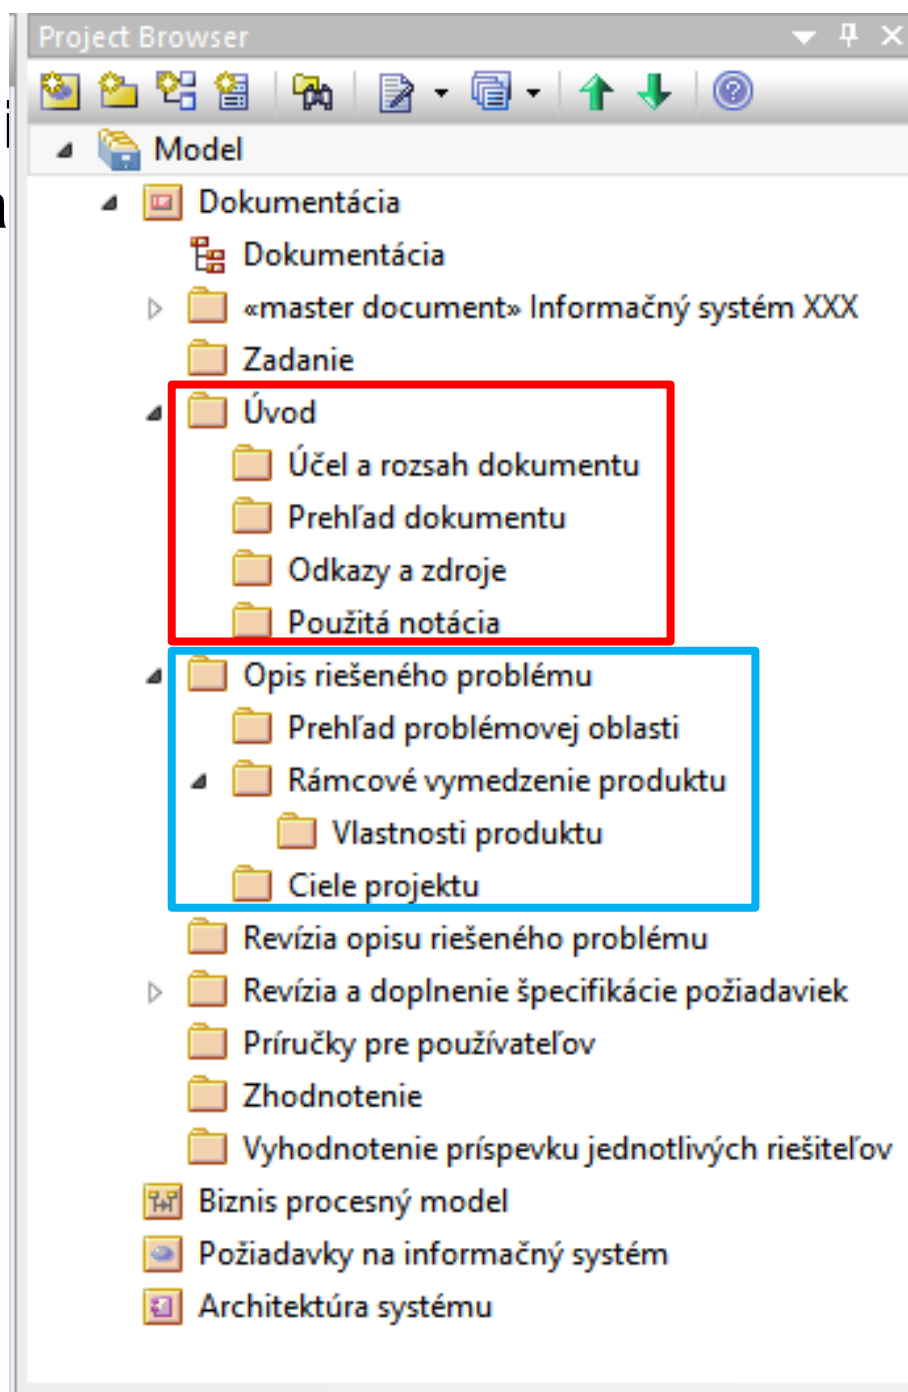 Project Browser
Model
Dokumentácia
Dokumentácia
«master document» Informačný systém XXX
Zadanie
Úvod
Účel a rozsah dokumentu
Prehľad dokumentu
Odkazy a zdroje
Použitá notácia
Opis riešeného problému
Prehľad problémovej oblasti
Rámcové vymedzenie produktu
Vlastnosti produktu
Ciele projektu
Revízia opisu riešeného problému
Revízia a doplnenie špecifikácie požiadaviek
Príručky pre používateľov
Zhodnotenie
Vyhodnotenie príspevku jednotlivých riešiteľov
Biznis procesný model
Požiadavky na informačný systém
Architektúra systému